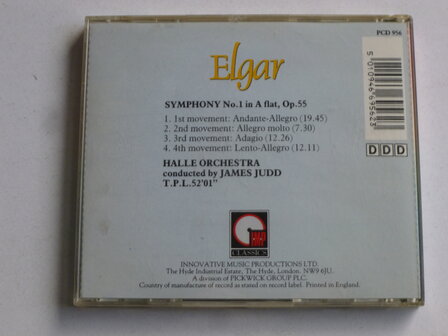 PCD 956
Elgar
5 010946 695623
SYMPHONY No.1 in A flat, Op.55
1. 1st movement: Andante-Allegro (19.45)
2. 2nd movement: Allegro molto (7.30)
3. 3rd movement: Adagio (12.26)
4. 4th movement: Lento-Allegro (12.11)
DDD
HALLE ORCHESTRA
conducted by JAMES JUDD
T.P.L.52'01"
CLASSICS
INNOVATIVE MUSIC PRODUCTIONS LTD.
The Hyde Industrial Estate, The Hyde, London. NW9 6JU.
A division of PICKWICK GROUP PLC.
Country of manufacture of record as stated on record label. Printed in England.